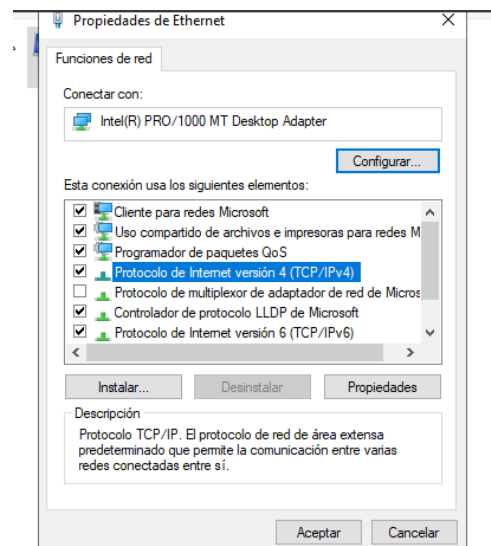 Propiedades de Ethernet
Funciones de red
Conectar con:
Intel(R) PRO/1000 MT Desktop Adapter
Configurar...
Esta conexión usa los siguientes elementos:
Cliente para redes Microsoft
Uso compartido de archivos e impresoras para redes M
Programador de paquetes QoS
Protocolo de Internet versión 4 (TCP/IPv4)
Protocolo de multiplexor de adaptador de red de Micros
Controlador de protocolo LLDP de Microsoft
Protocolo de Internet versión 6 (TCP/IPv6)
Instalar...
Desinstalar
Propiedades
Descripción
Protocolo TCP/IP. El protocolo de red de área extensa
predeterminado que permite la comunicación entre varias
redes conectadas entre sí.
Aceptar
Cancelar